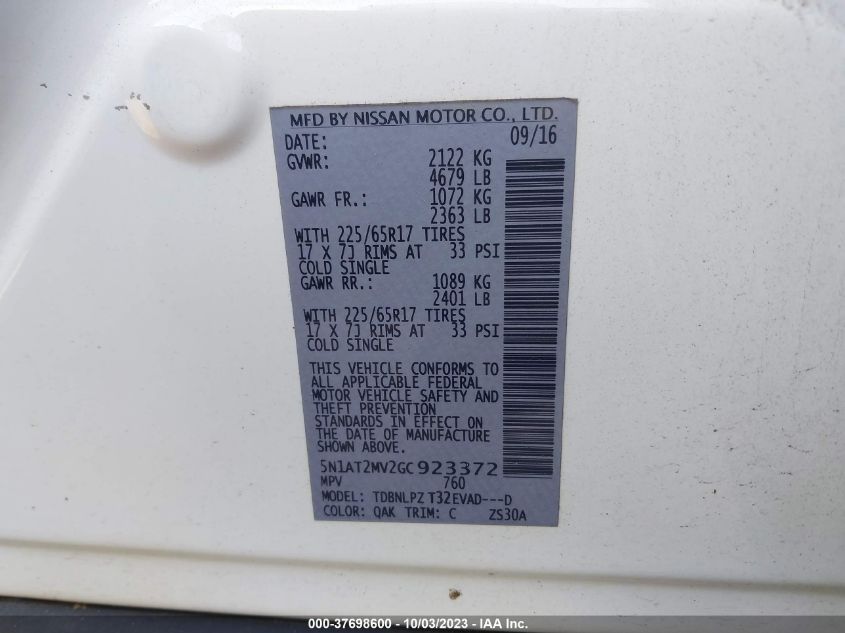 MFD BY NISSAN MOTOR CO., LTD.
DATE: 09/16
GVWR: 2122 KG
4679 LB
GAWR FR.: 1072 KG
2363 LB
WITH 225/65R17 TIRES
17 X 7J RIMS AT 33 PSI
COLD SINGLE
GAWR RR.: 1089 KG
2401 LB
WITH 225/65R17 TIRES
17 X 7J RIMS AT 33 PSI
COLD SINGLE
THIS VEHICLE CONFORMS TO
ALL APPLICABLE FEDERAL
MOTOR VEHICLE SAFETY AND
THEFT PREVENTION
STANDARDS IN EFFECT ON
THE DATE OF MANUFACTURE
SHOWN ABOVE.
5N1AT2MV2GC923372
MPV 760
MODEL: TDBNLPZ T32EVAD---D
COLOR: QAK TRIM: C ZS30A
000-37698600 - 10/03/2023 - IAA Inc.